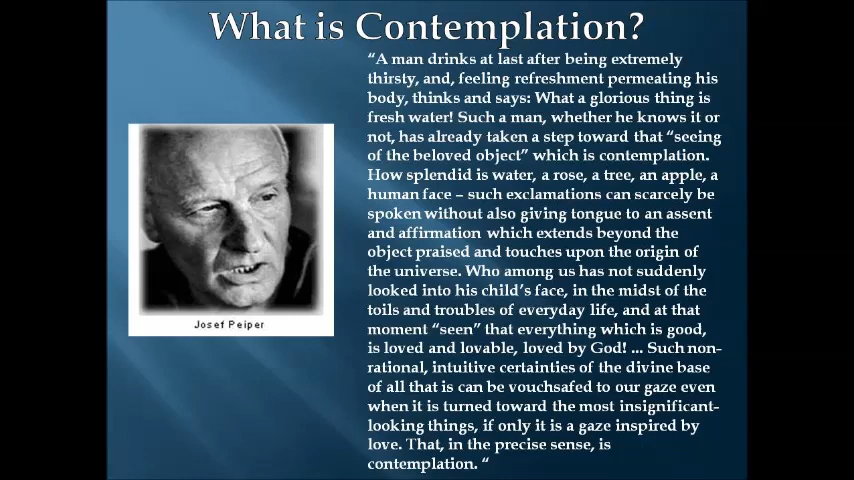 What is Contemplation?
“A man drinks at last after being extremely
thirsty, and, feeling refreshment permeating his
body, thinks and says: What a glorious thing is
fresh water! Such a man, whether he knows it or
not, has already taken a step toward that “seeing
of the beloved object” which is contemplation.
How splendid is water, a rose, a tree, an apple, a
human face – such exclamations can scarcely be
spoken without also giving tongue to an assent
and affirmation which extends beyond the
object praised and touches upon the origin of
the universe. Who among us has not suddenly
looked into his child’s face, in the midst of the
toils and troubles of everyday life, and at that
moment “seen” that everything which is good,
is loved and lovable, loved by God! ... Such non-
rational, intuitive certainties of the divine base
of all that is can be vouchsafed to our gaze even
when it is turned toward the most insignificant-
looking things, if only it is a gaze inspired by
love. That, in the precise sense, is
contemplation. “
Josef Peiper